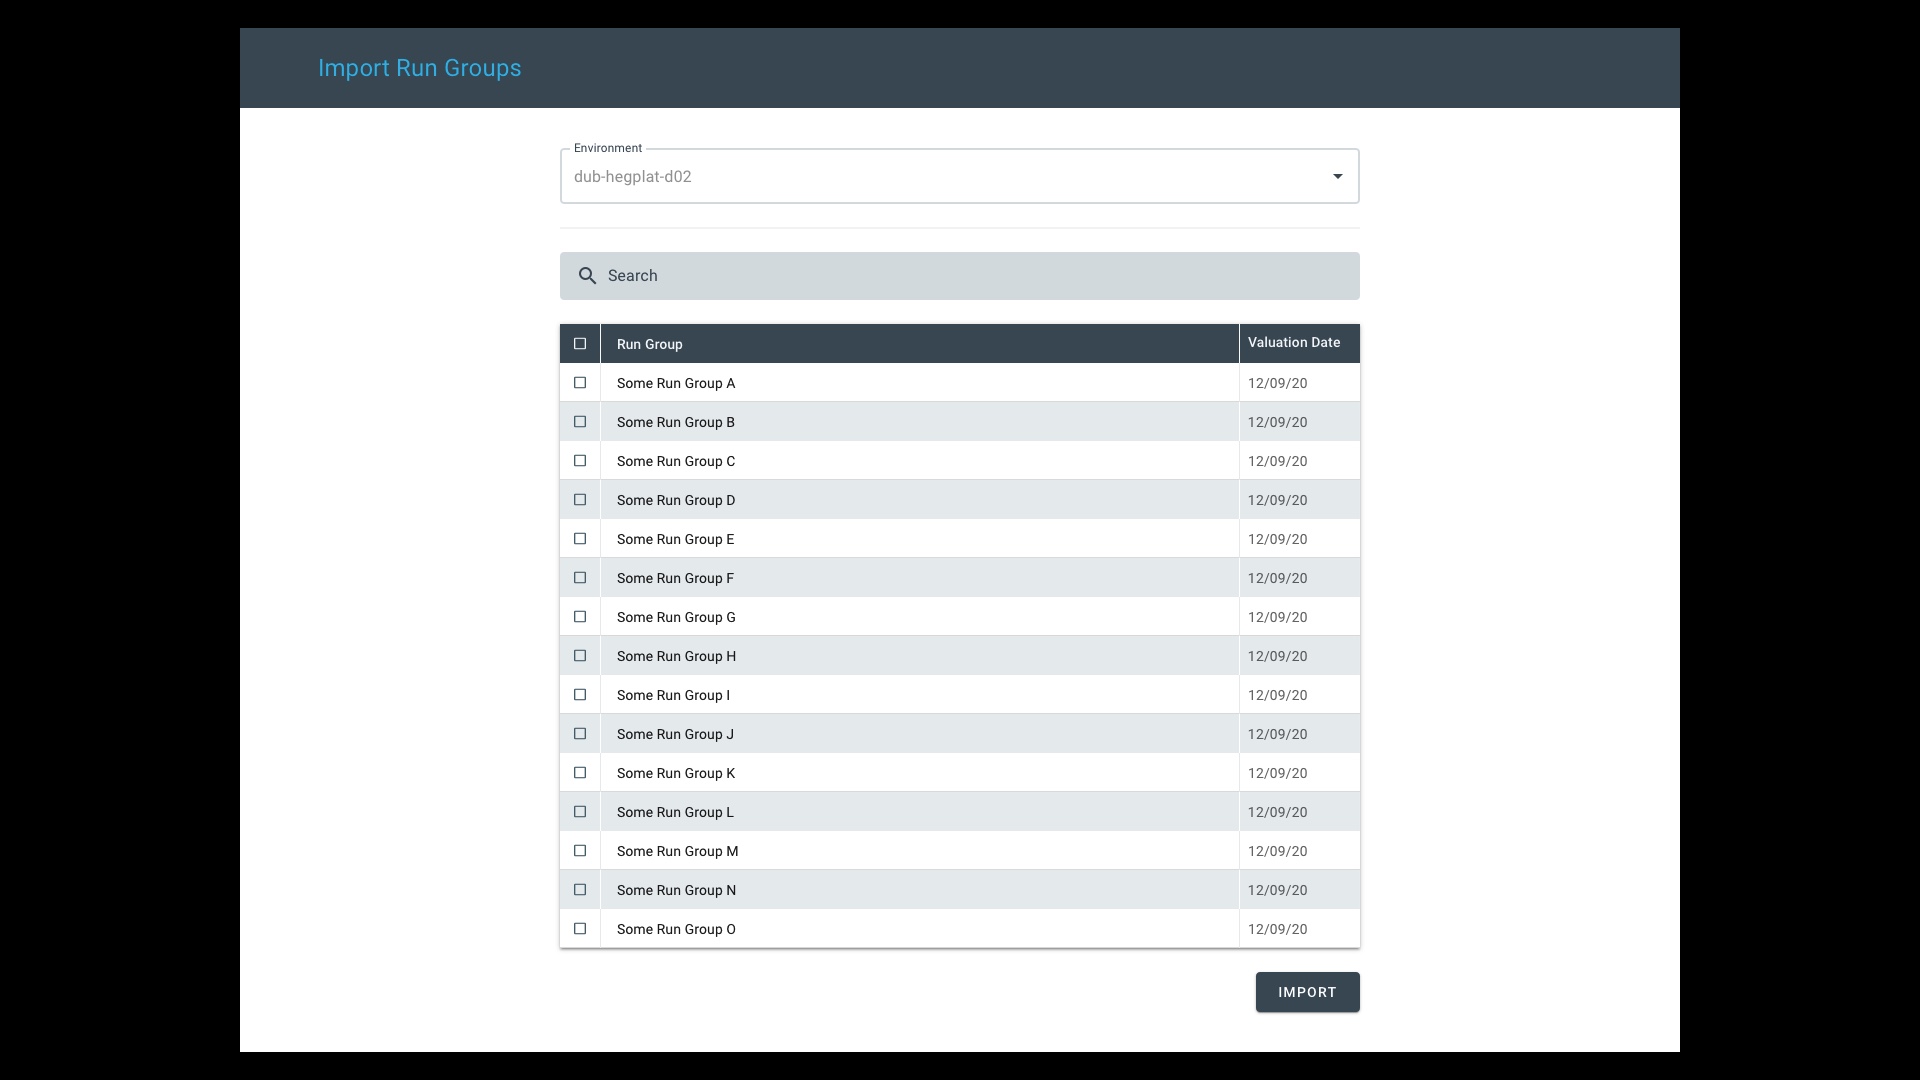 Import Run Groups
Environment
dub-hegplat-d02
Search
Run Group Valuation Date
Some Run Group A 12/09/20
Some Run Group B 12/09/20
Some Run Group C 12/09/20
Some Run Group D 12/09/20
Some Run Group E 12/09/20
Some Run Group F 12/09/20
Some Run Group G 12/09/20
Some Run Group H 12/09/20
Some Run Group I 12/09/20
Some Run Group J 12/09/20
Some Run Group K 12/09/20
Some Run Group L 12/09/20
Some Run Group M 12/09/20
Some Run Group N 12/09/20
Some Run Group O 12/09/20
IMPORT